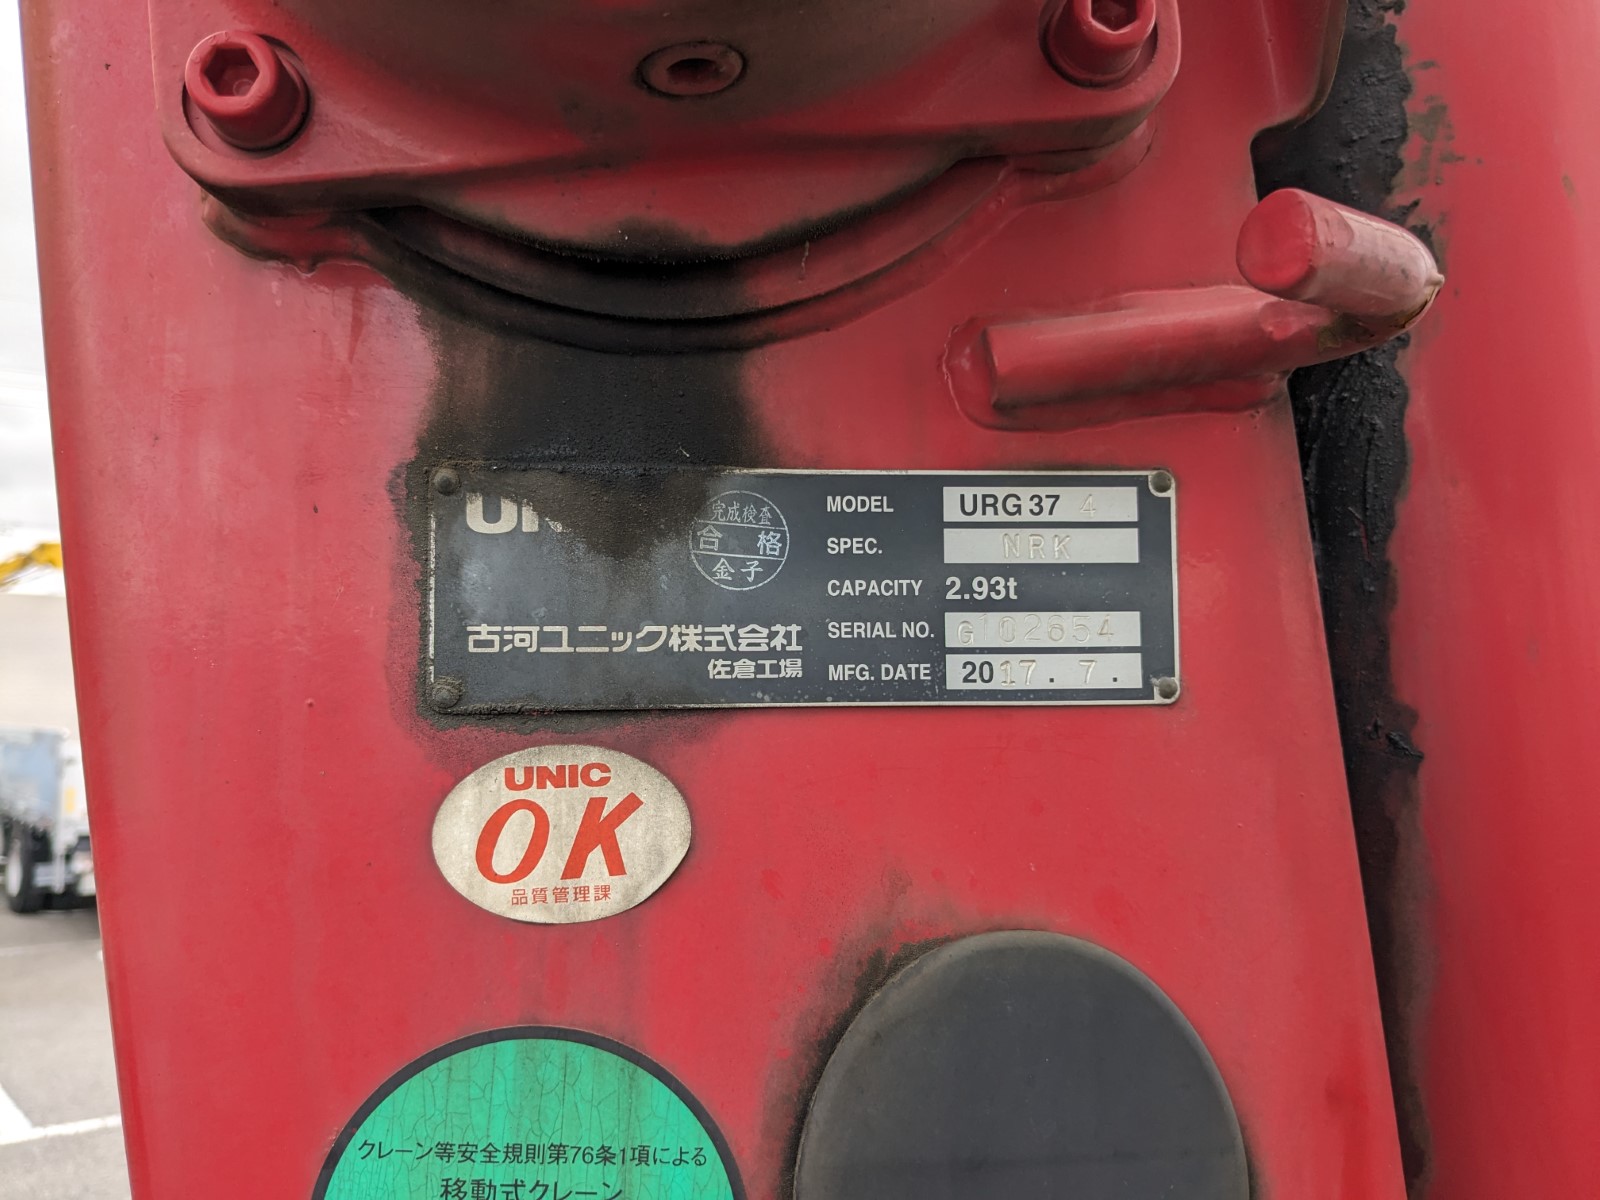 完成検査
合 格
金子
MODEL URG37 4
SPEC. NRK
CAPACITY 2.93t
SERIAL NO. G102654
MFG. DATE 2017. 7.
古河ユニック株式会社
佐倉工場
UNIC
OK
品質管理課
クレーン等安全規則第76条1項による
移動式クレーン